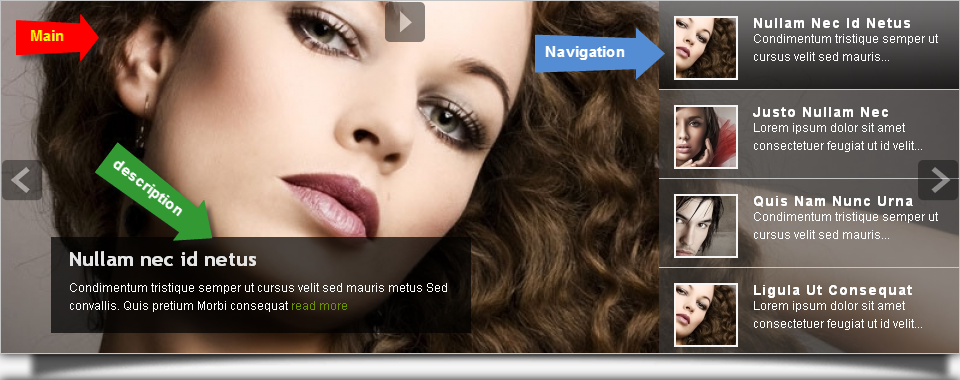 Main
description
Nullam nec id netus
Condimentum tristique semper ut cursus velit sed mauris metus Sed
convallis. Quis pretium Morbi consequat read more
Navigation
Nullam Nec Id Netus
Condimentum tristique semper ut
cursus velit sed mauris...
Justo Nullam Nec
Lorem ipsum dolor sit amet
consectetuer feugiat ut id velit...
Quis Nam Nunc Urna
Condimentum tristique semper ut
cursus velit sed mauris...
Ligula Ut Consequat
Lorem ipsum dolor sit amet
consectetuer feugiat ut id velit...